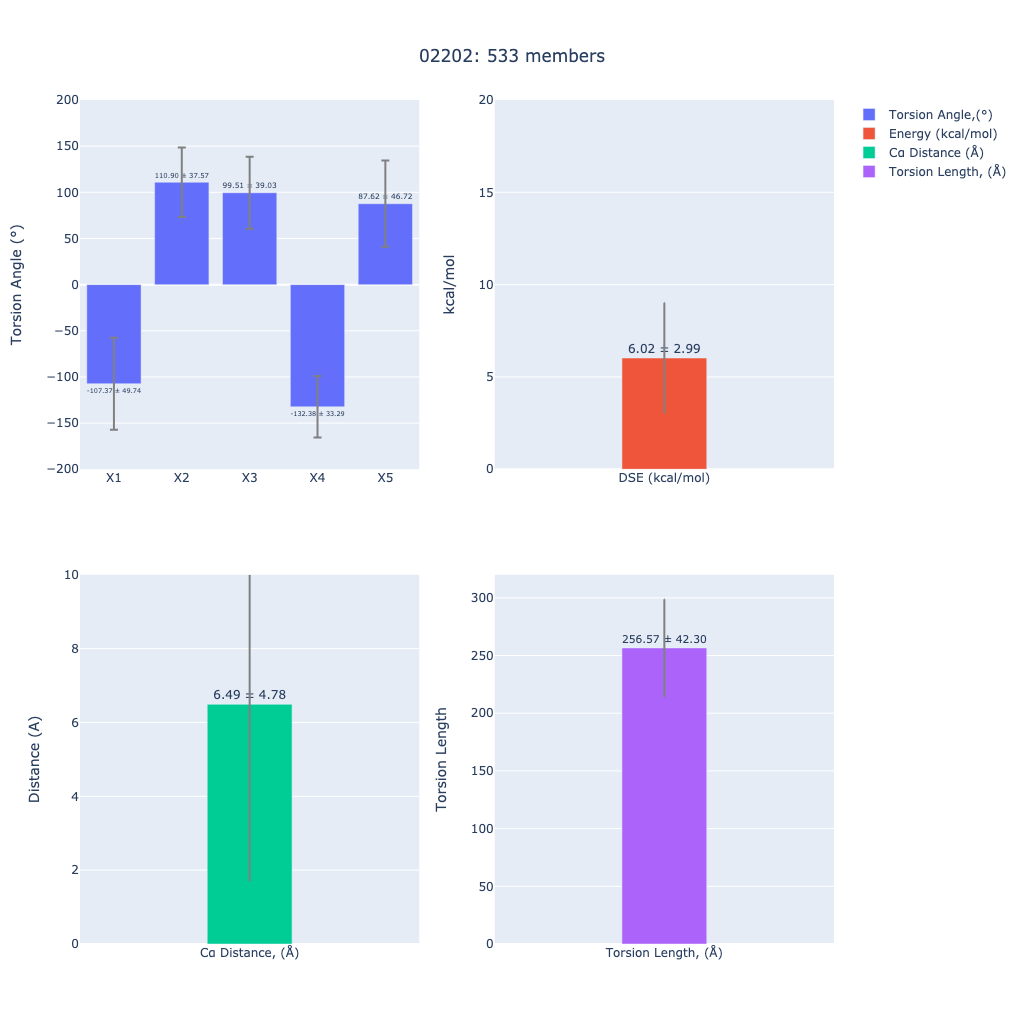 02202: 533 members
Torsion Angle,(°)
Energy (kcal/mol)
Cα Distance (Å)
Torsion Length, (Å)
Torsion Angle (°)
200
150
100
50
0
−50
−100
−150
−200
-107.37 ± 49.74
110.90 ± 37.57
99.51 ± 39.03
-132.38 ± 33.29
87.62 ± 46.72
X1 X2 X3 X4 X5
kcal/mol
20
15
10
5
0
6.02 ± 2.99
DSE (kcal/mol)
Distance (A)
10
8
6
4
2
0
6.49 ± 4.78
Cα Distance, (Å)
Torsion Length
300
250
200
150
100
50
0
256.57 ± 42.30
Torsion Length, (Å)